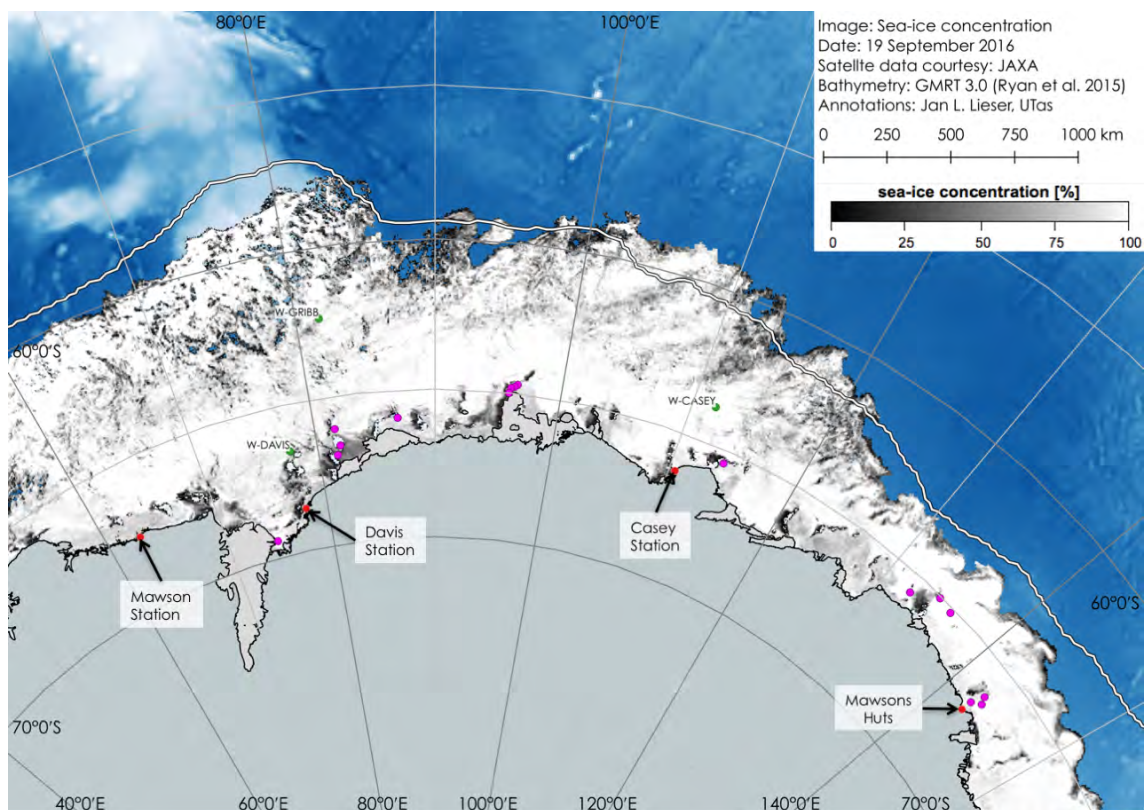 80°0'E
100°0'E
Image: Sea-ice concentration
Date: 19 September 2016
Satellte data courtesy: JAXA
Bathymetry: GMRT 3.0 (Ryan et al. 2015)
Annotations: Jan L. Lieser, UTas
0 250 500 750 1000 km
sea-ice concentration [%]
0 25 50 75 100
W-GRIBB
60°0'S
W-CASEY
W-DAVIS
Davis
Station
Casey
Station
Mawson
Station
60°0'S
Mawsons
Huts
70°0'S
40°0'E
60°0'E
80°0'E
100°0'E
120°0'E
140°0'E
70°0'S